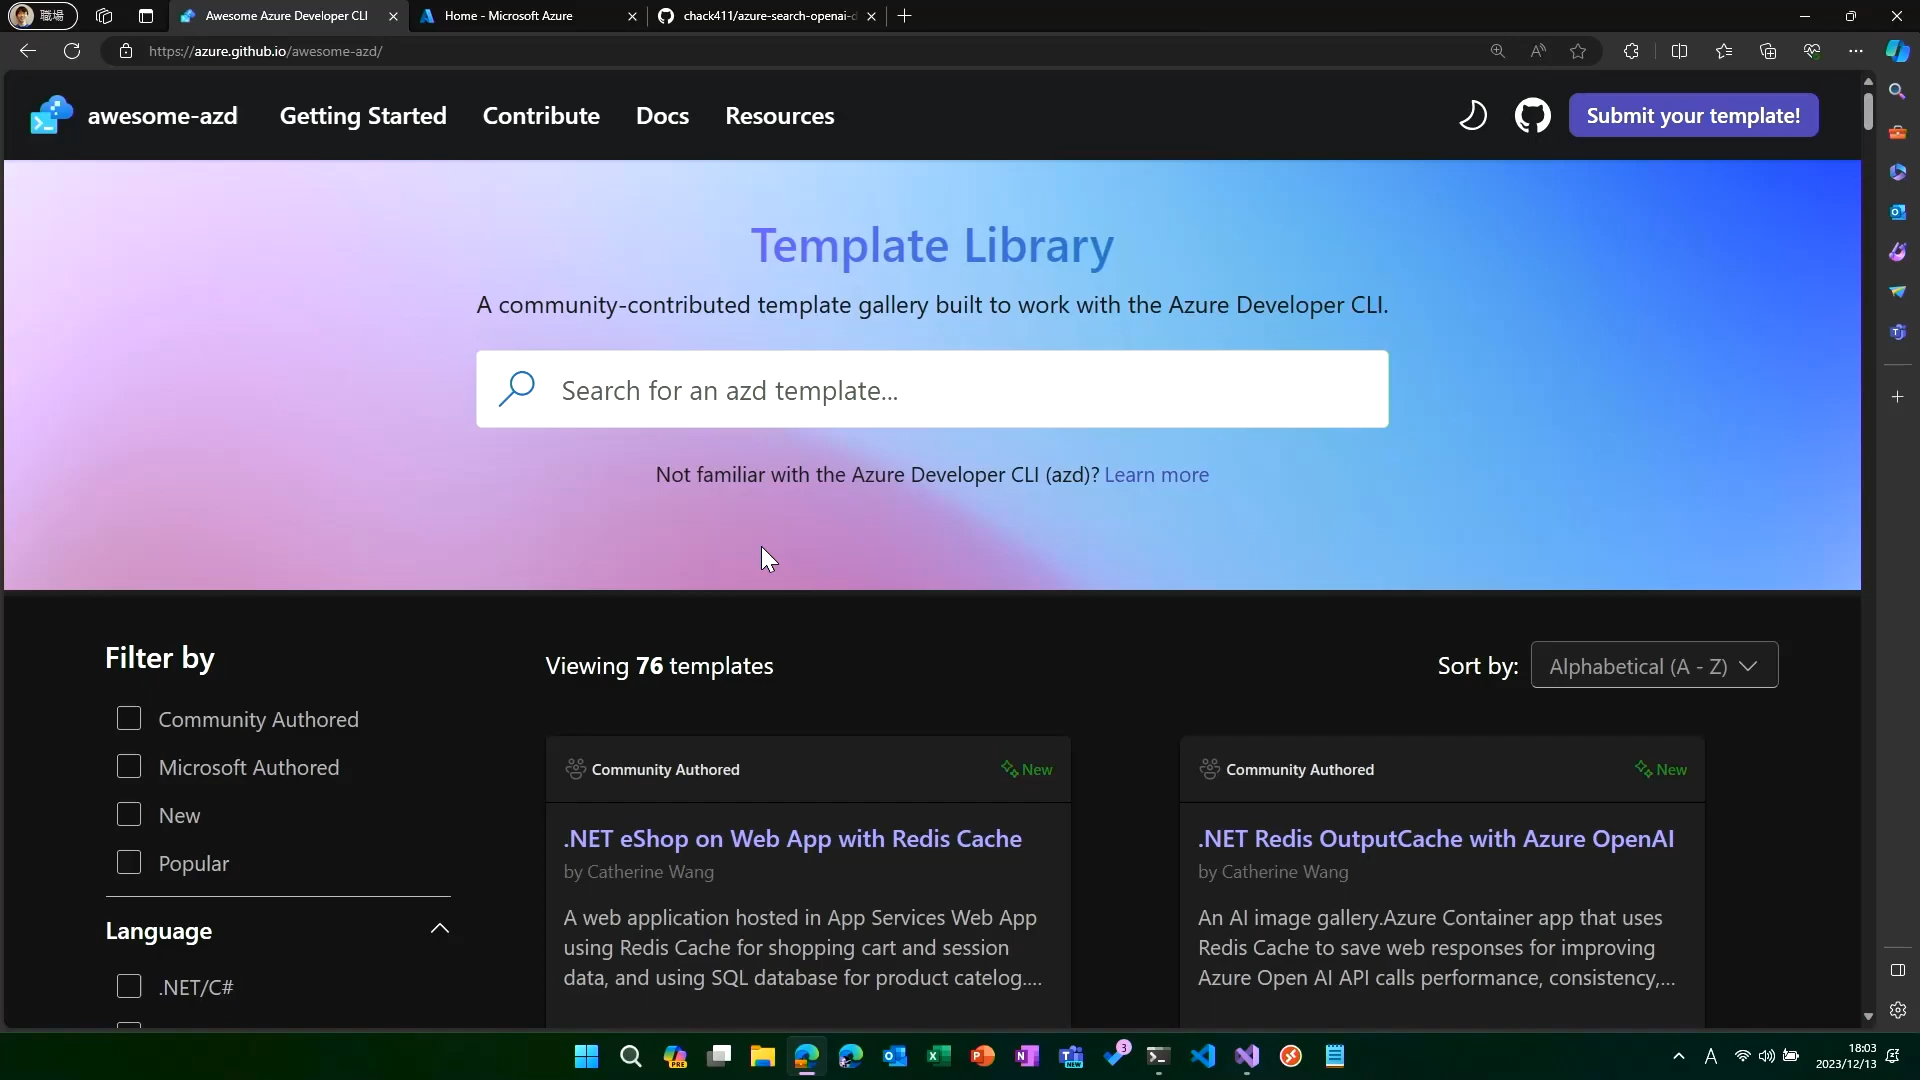 職場
Awesome Azure Developer CLI
Home - Microsoft Azure
chack411/azure-search-openai-d
https://azure.github.io/awesome-azd/
awesome-azd
Getting Started
Contribute
Docs
Resources
Submit your template!
Template Library
A community-contributed template gallery built to work with the Azure Developer CLI.
Search for an azd template...
Not familiar with the Azure Developer CLI (azd)? Learn more
Filter by
Viewing 76 templates
Sort by: Alphabetical (A - Z)
Community Authored
Microsoft Authored
New
Popular
Language
.NET/C#
Community Authored
New
.NET eShop on Web App with Redis Cache
by Catherine Wang
A web application hosted in App Services Web App
using Redis Cache for shopping cart and session
data, and using SQL database for product catelog....
Community Authored
New
.NET Redis OutputCache with Azure OpenAI
by Catherine Wang
An AI image gallery.Azure Container app that uses
Redis Cache to save web responses for improving
Azure Open AI API calls performance, consistency,...
PRE
NEW
3
A
18:03
2023/12/13